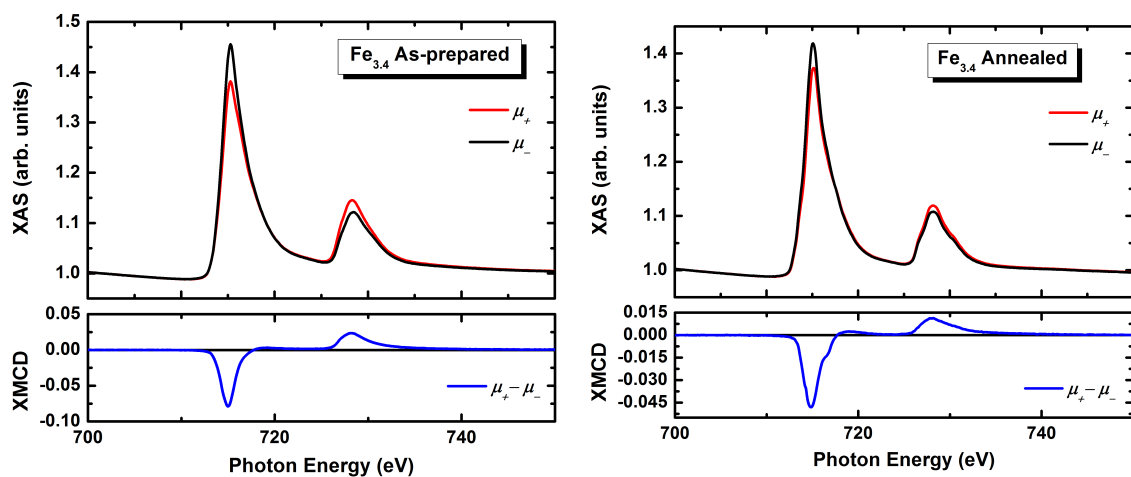 Fe3.4 As-prepared
μ+
μ−
XAS (arb. units)
1.5
1.4
1.3
1.2
1.1
1.0
XMCD
0.05
0.00
-0.05
-0.10
μ+−μ−
700
720
740
Photon Energy (eV)
Fe3.4 Annealed
μ+
μ−
XAS (arb. units)
1.4
1.3
1.2
1.1
1.0
XMCD
0.015
0.000
-0.015
-0.030
-0.045
μ+−μ−
700
720
740
Photon Energy (eV)